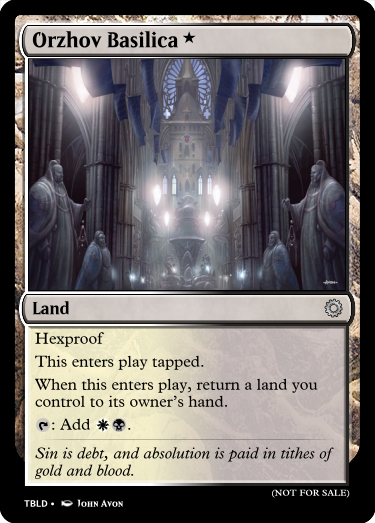 Orzhov Basilica ★
Land
Hexproof
This enters play tapped.
When this enters play, return a land you
control to its owner's hand.
: Add .
Sin is debt, and absolution is paid in tithes of
gold and blood.
(NOT FOR SALE)
TBLD • John Avon